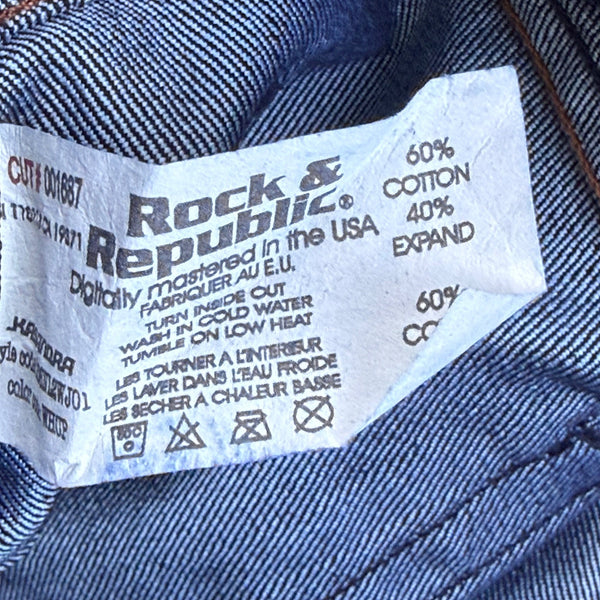 CUT# 001687
Rock &
Republic®
Digitally mastered in the USA
FABRIQUER AU E.U.
TURN INSIDE OUT
WASH IN COLD WATER
TUMBLE ON LOW HEAT
LES TOURNER A L'INTERIEUR
LES LAVER DANS L'EAU FROIDE
LES SECHER A CHALEUR BASSE
60%
COTTON
40%
EXPAND
60%